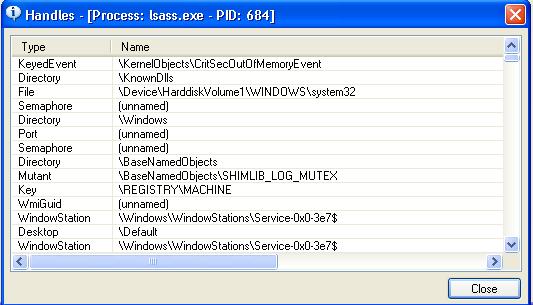 Handles - [Process: lsass.exe - PID: 684]
Type Name
KeyedEvent \KernelObjects\CritSecOutOfMemoryEvent
Directory \KnownDlls
File \Device\HarddiskVolume1\WINDOWS\system32
Semaphore (unnamed)
Directory \Windows
Port (unnamed)
Semaphore (unnamed)
Directory \BaseNamedObjects
Mutant \BaseNamedObjects\SHIMLIB_LOG_MUTEX
Key \REGISTRY\MACHINE
WmiGuid (unnamed)
WindowStation \Windows\WindowStations\Service-0x0-3e7$
Desktop \Default
WindowStation \Windows\WindowStations\Service-0x0-3e7$
Close